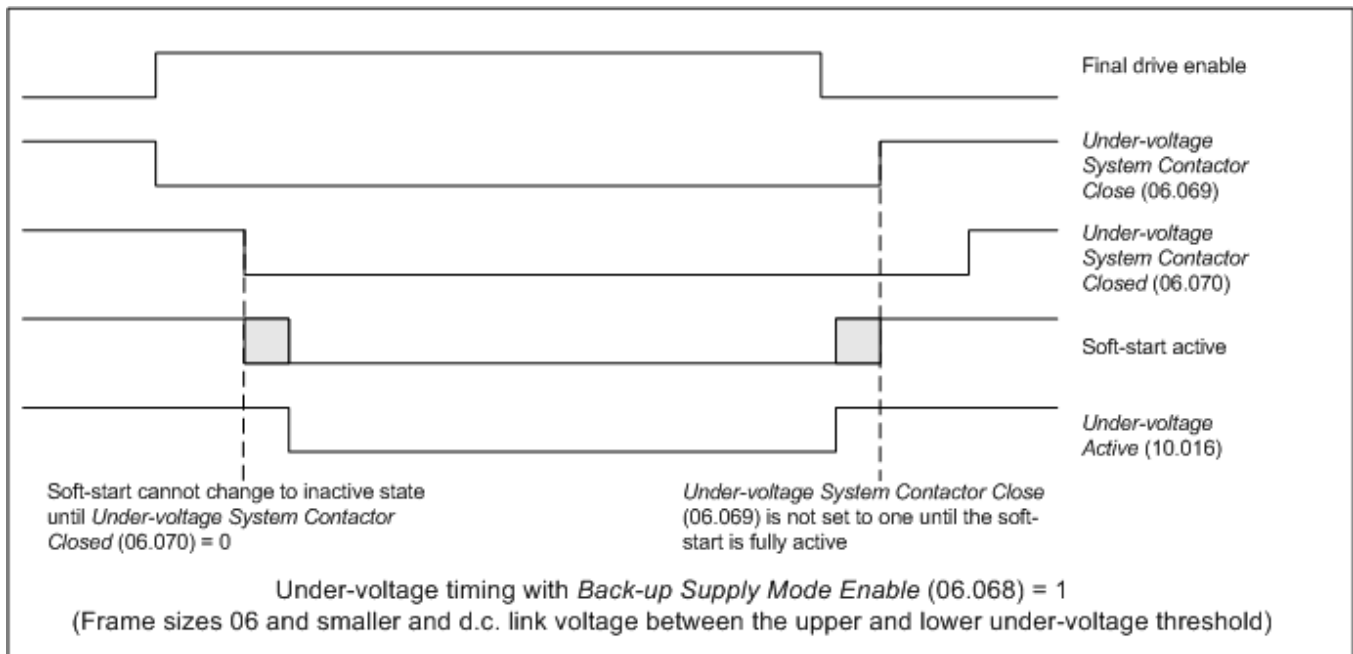 Final drive enable
Under-voltage
System Contactor
Close (06.069)
Under-voltage
System Contactor
Closed (06.070)
Soft-start active
Under-voltage
Active (10.016)
Soft-start cannot change to inactive state
until Under-voltage System Contactor
Closed (06.070) = 0
Under-voltage System Contactor Close
(06.069) is not set to one until the soft-
start is fully active
Under-voltage timing with Back-up Supply Mode Enable (06.068) = 1
(Frame sizes 06 and smaller and d.c. link voltage between the upper and lower under-voltage threshold)